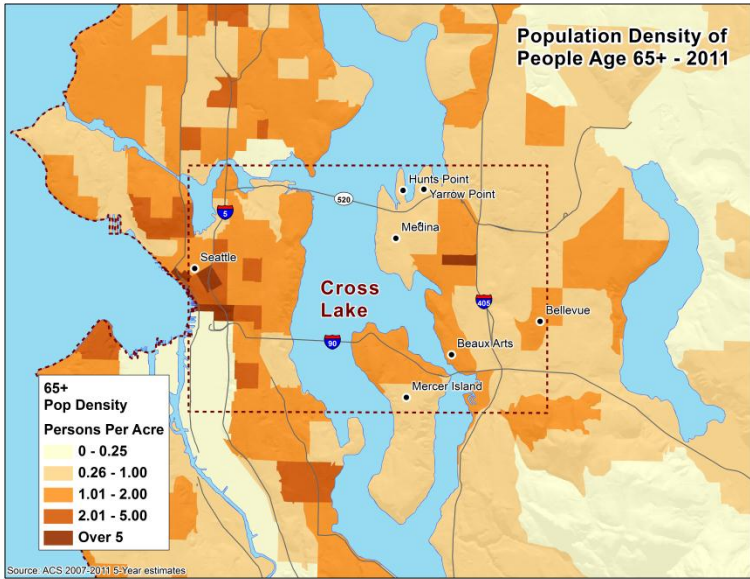 Population Density of
People Age 65+ - 2011
Hunts Point
Yarrow Point
520
5
Medina
Seattle
Cross
Lake
405
Bellevue
90
Beaux Arts
Mercer Island
65+
Pop Density
Persons Per Acre
0 - 0.25
0.26 - 1.00
1.01 - 2.00
2.01 - 5.00
Over 5
Source: ACS 2007-2011 5-Year estimates